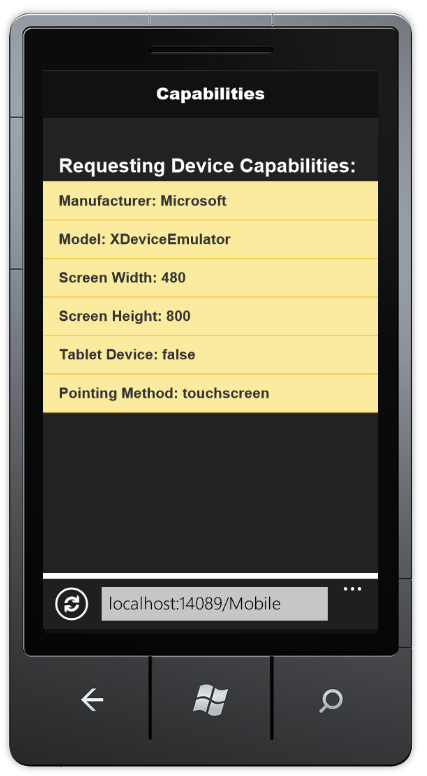 Capabilities
Requesting Device Capabilities:
Manufacturer: Microsoft
Model: XDeviceEmulator
Screen Width: 480
Screen Height: 800
Tablet Device: false
Pointing Method: touchscreen
localhost:14089/Mobile